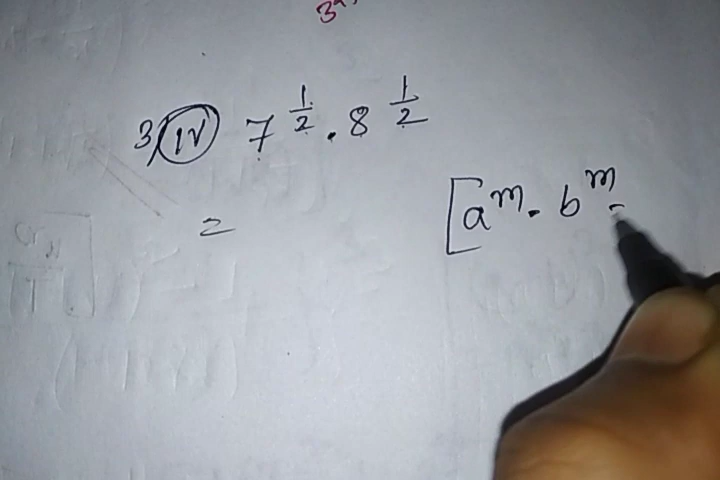 3) (iv) 7^{1/2} . 8^{1/2}
= [a^m . b^m =